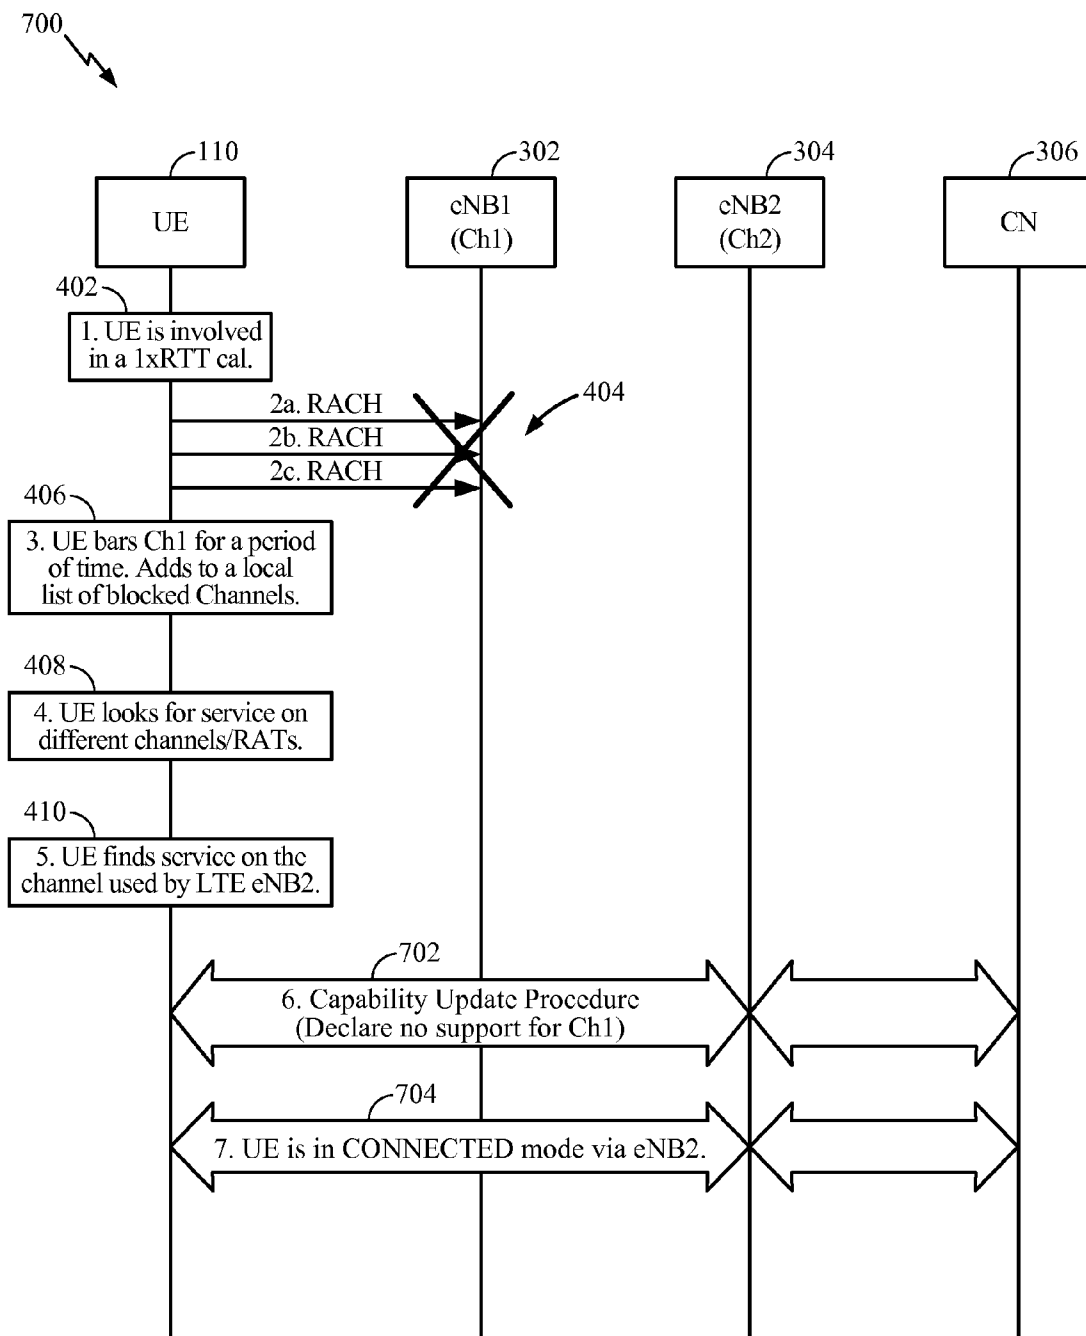 700
110
302
304
306
UE
eNB1
(Ch1)
eNB2
(Ch2)
CN
402
1. UE is involved
in a 1xRTT cal.
2a. RACH
2b. RACH
2c. RACH
404
406
3. UE bars Ch1 for a period
of time. Adds to a local
list of blocked Channels.
408
4. UE looks for service on
different channels/RATs.
410
5. UE finds service on the
channel used by LTE eNB2.
702
6. Capability Update Procedure
(Declare no support for Ch1)
704
7. UE is in CONNECTED mode via eNB2.